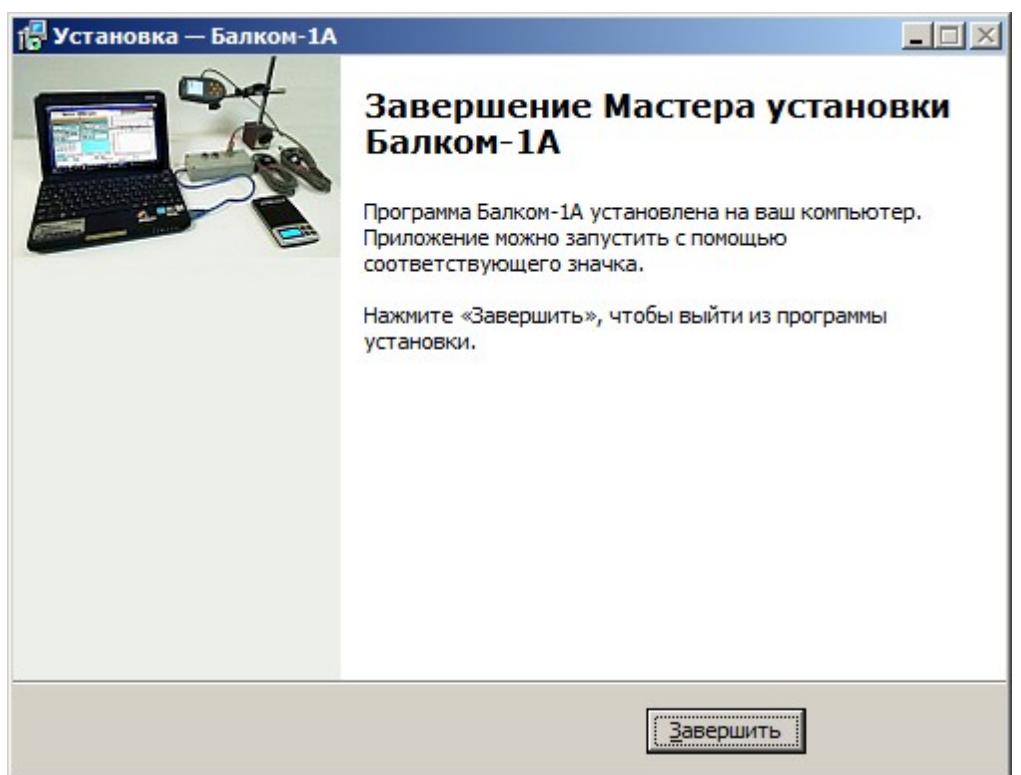 Установка — Балком-1А
Завершение Мастера установки
Балком-1А
Программа Балком-1А установлена на ваш компьютер.
Приложение можно запустить с помощью
соответствующего значка.
Нажмите «Завершить», чтобы выйти из программы
установки.
Завершить